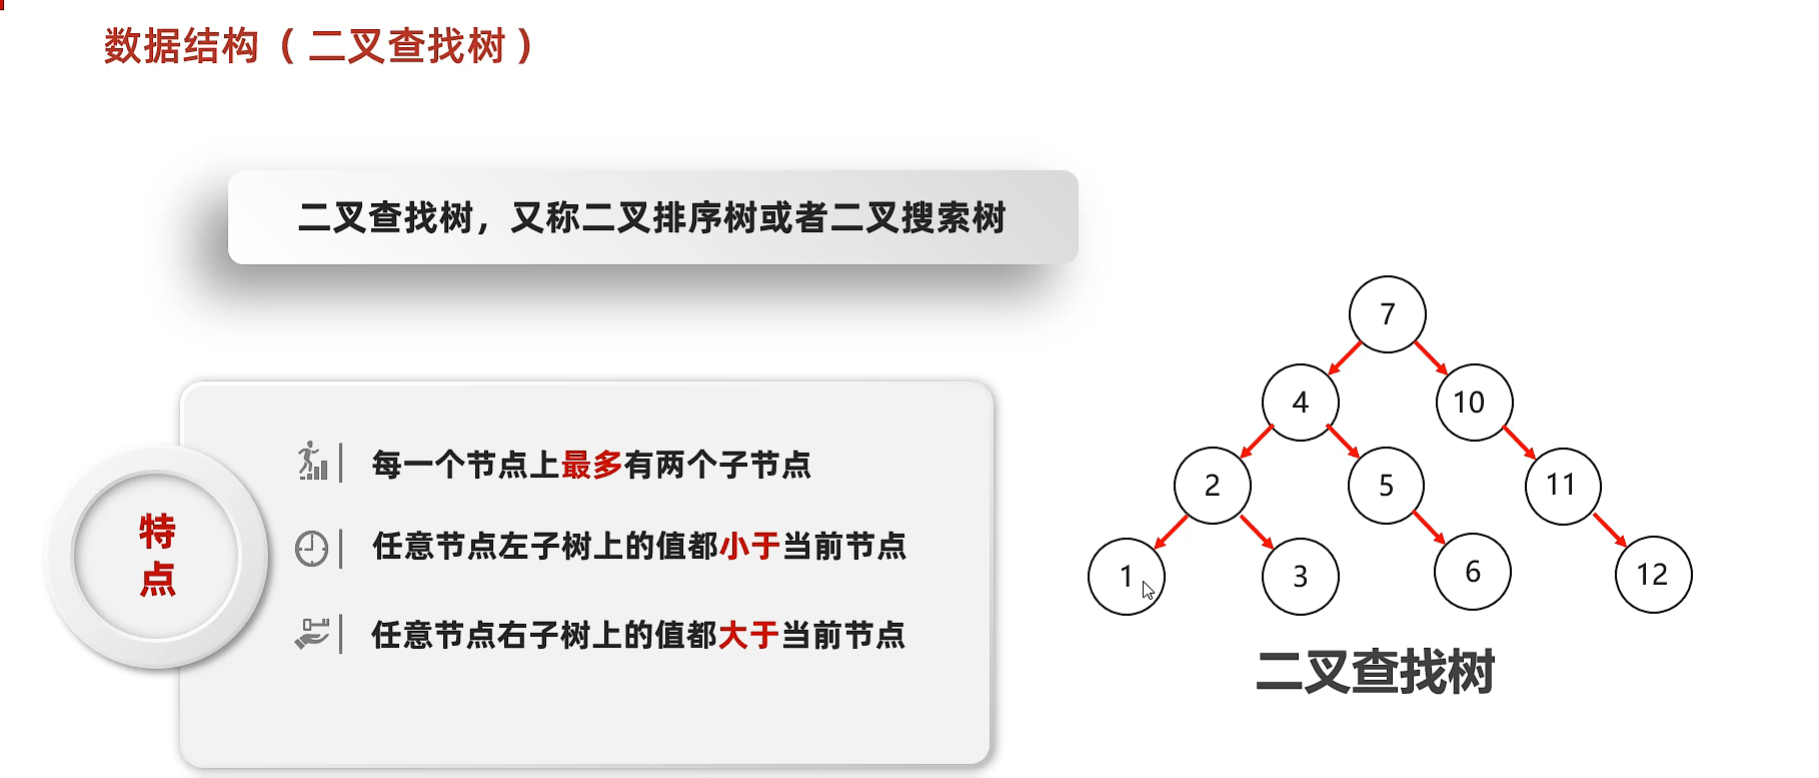 数据结构（二叉查找树）
二叉查找树，又称二叉排序树或者二叉搜索树
特点
每一个节点上最多有两个子节点
任意节点左子树上的值都小于当前节点
任意节点右子树上的值都大于当前节点
7
4
10
2
5
11
1
3
6
12
二叉查找树